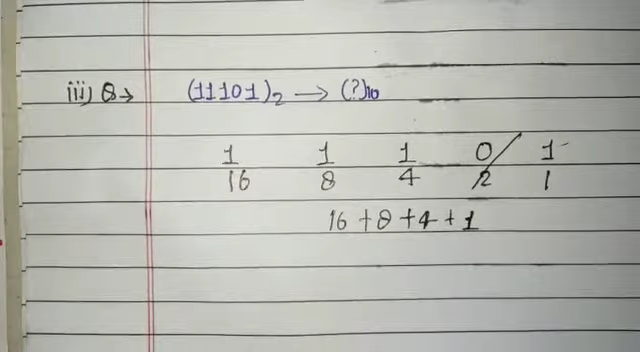 iii) Q→ (11101)₂ → (?)₁₀
1 1 1 0 1
16 8 4 2 1
16+8+4+1